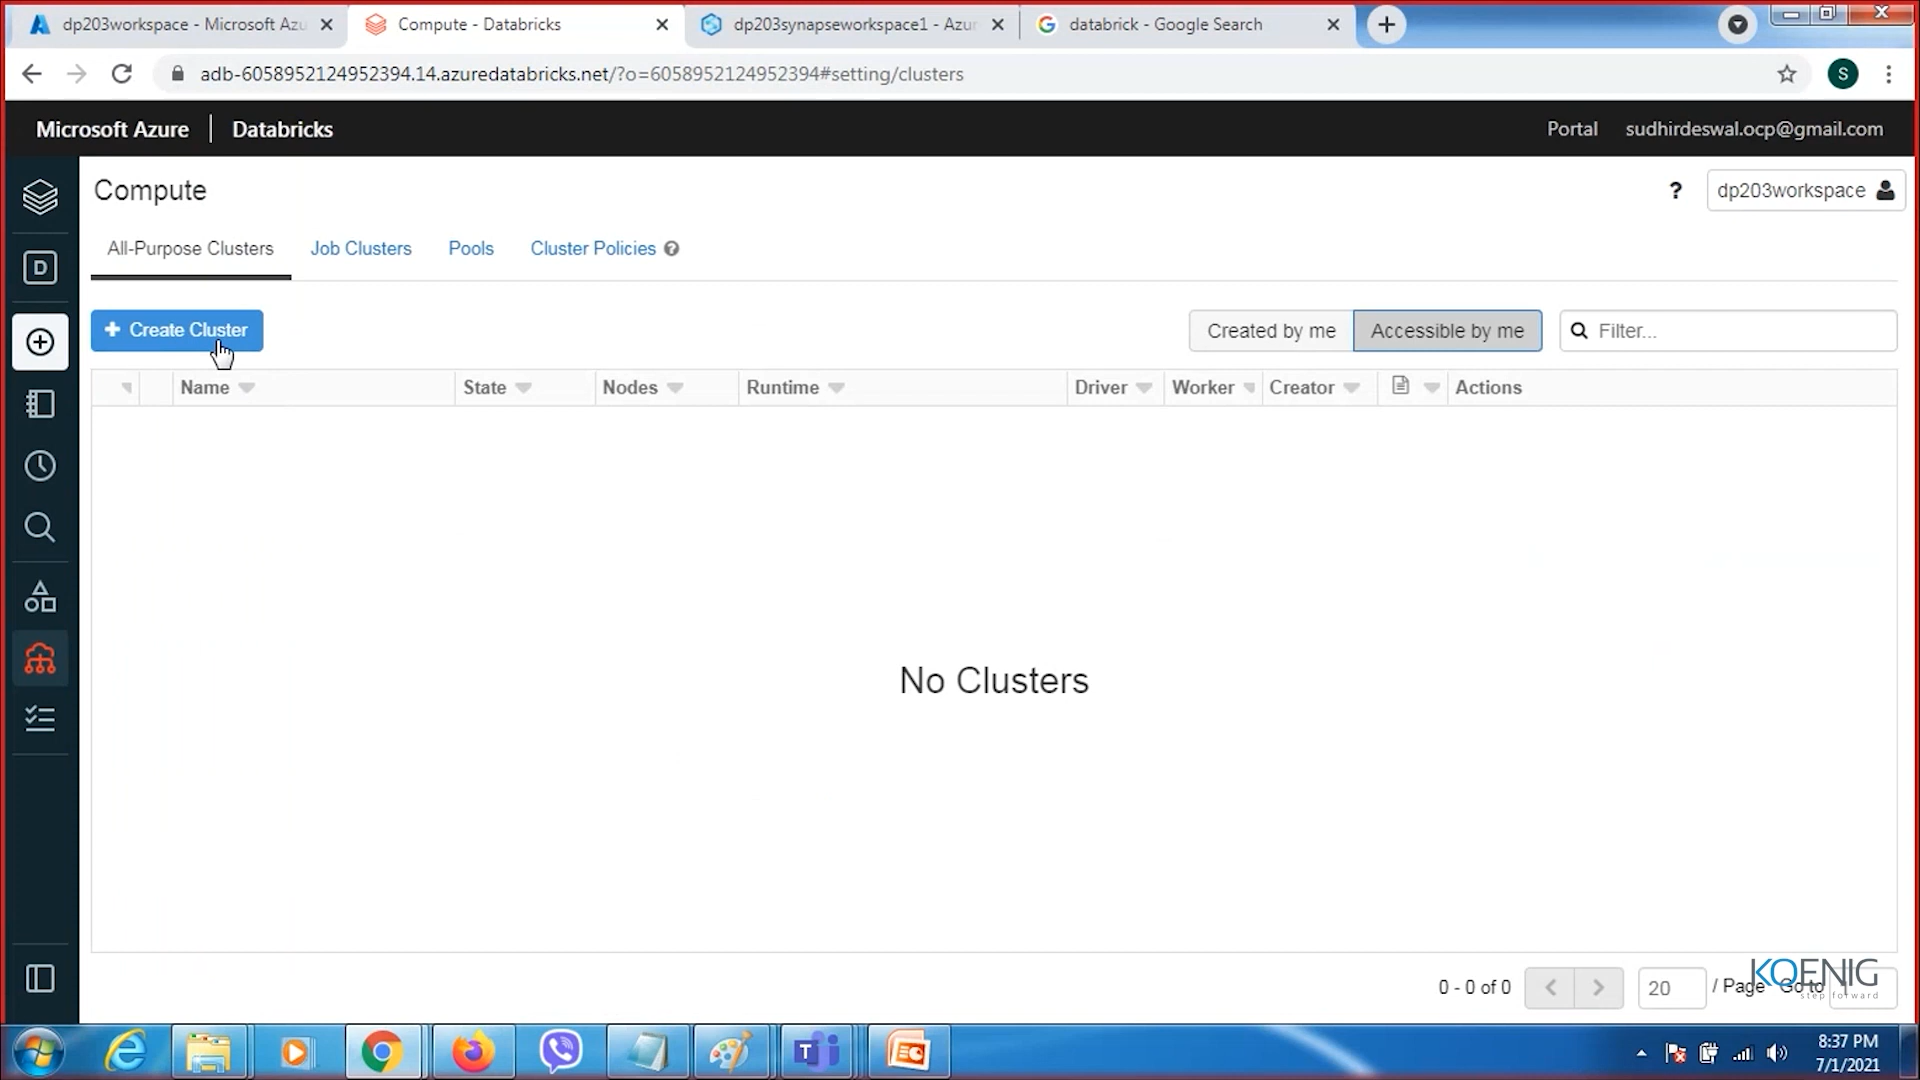 dp203workspace - Microsoft Azu
Compute - Databricks
dp203synapseworkspace1 - Azur
databrick - Google Search
adb-6058952124952394.14.azuredatabricks.net/?o=6058952124952394#setting/clusters
S
Microsoft Azure
Databricks
Portal
sudhirdeswal.ocp@gmail.com
Compute
?
dp203workspace
D
All-Purpose Clusters
Job Clusters
Pools
Cluster Policies
Create Cluster
Created by me
Accessible by me
Filter...
Name
State
Nodes
Runtime
Driver
Worker
Creator
Actions
No Clusters
0 - 0 of 0
20
/ Page
Go to
1
KOENIG
step forward
8:37 PM
7/1/2021